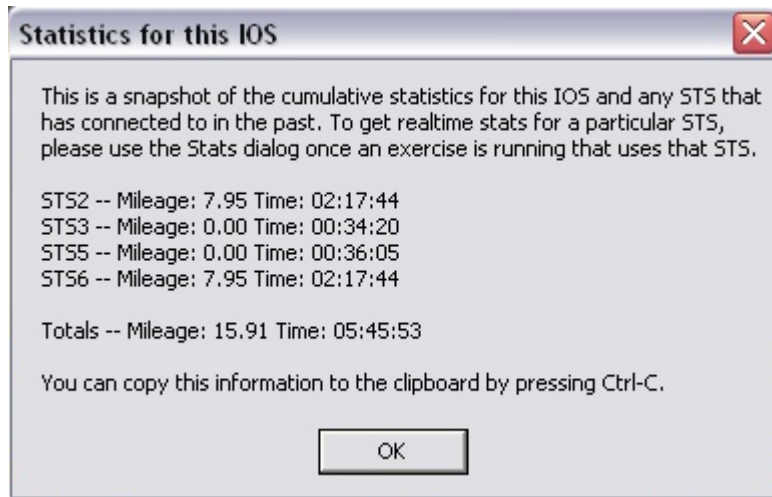 Statistics for this IOS
This is a snapshot of the cumulative statistics for this IOS and any STS that
has connected to in the past. To get realtime stats for a particular STS,
please use the Stats dialog once an exercise is running that uses that STS.
STS2 -- Mileage: 7.95 Time: 02:17:44
STS3 -- Mileage: 0.00 Time: 00:34:20
STS5 -- Mileage: 0.00 Time: 00:36:05
STS6 -- Mileage: 7.95 Time: 02:17:44
Totals -- Mileage: 15.91 Time: 05:45:53
You can copy this information to the clipboard by pressing Ctrl-C.
OK